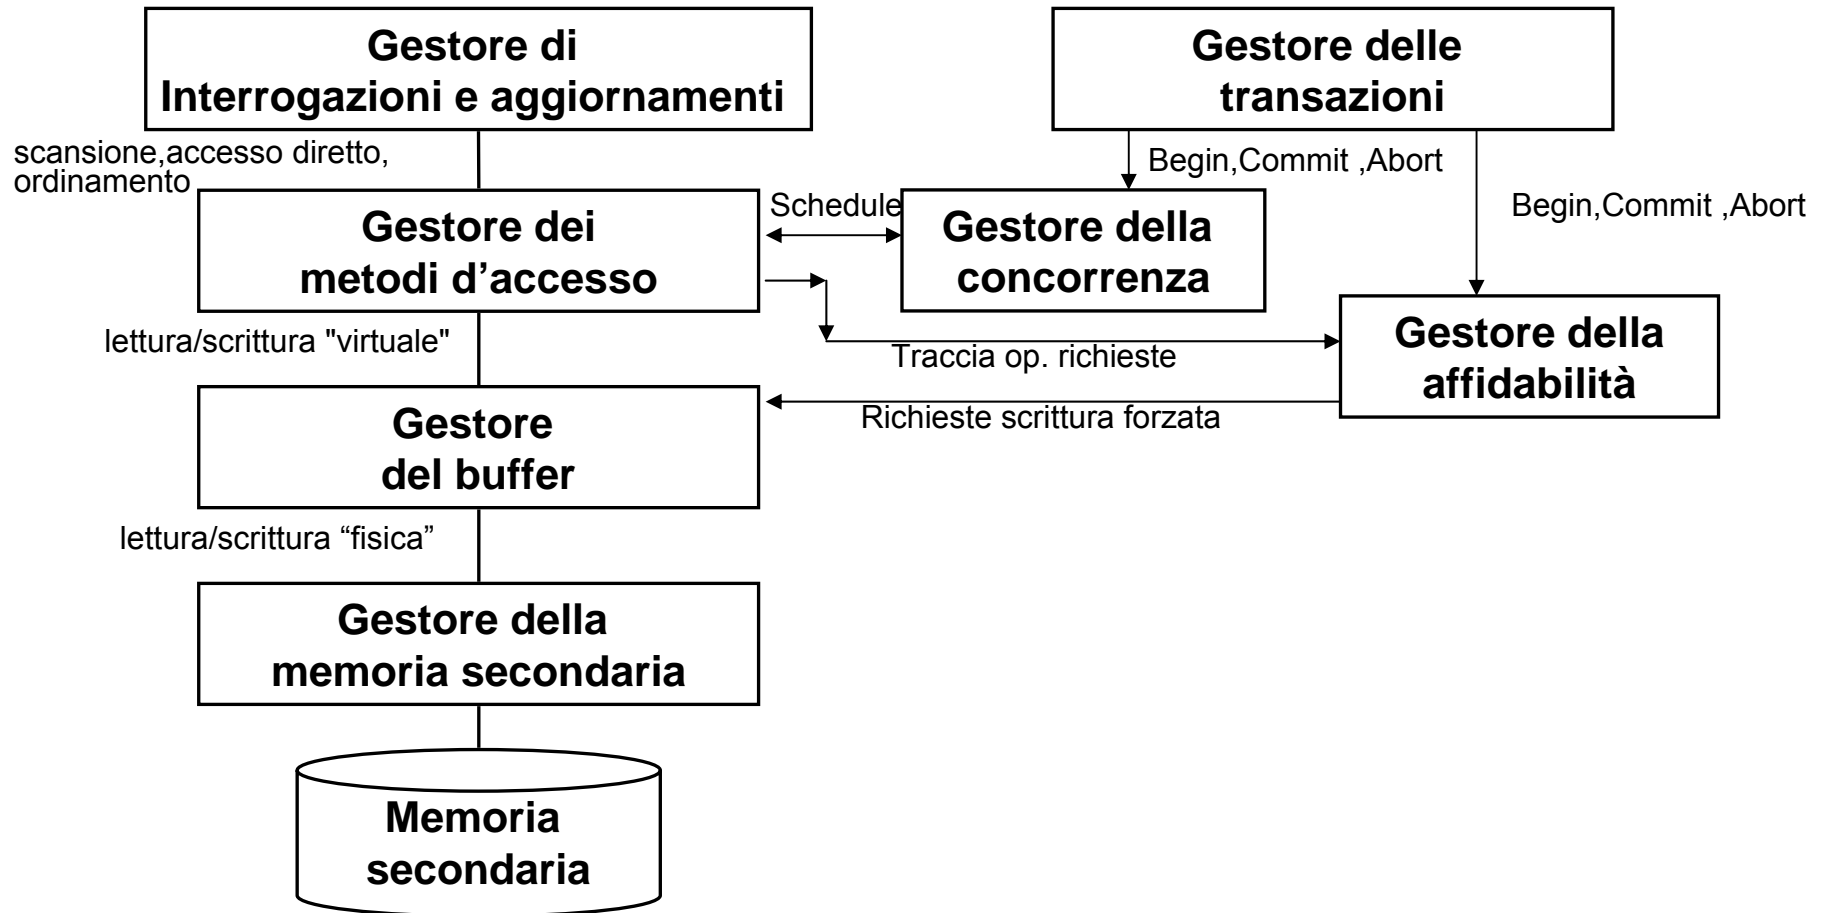 Gestore di
Interrogazioni e aggiornamenti
Gestore delle
transazioni
scansione,accesso diretto,
ordinamento
Begin,Commit ,Abort
Begin,Commit ,Abort
Gestore dei
metodi d’accesso
Schedule
Gestore della
concorrenza
lettura/scrittura "virtuale"
Traccia op. richieste
Gestore della
affidabilità
Richieste scrittura forzata
Gestore
del buffer
lettura/scrittura “fisica”
Gestore della
memoria secondaria
Memoria
secondaria